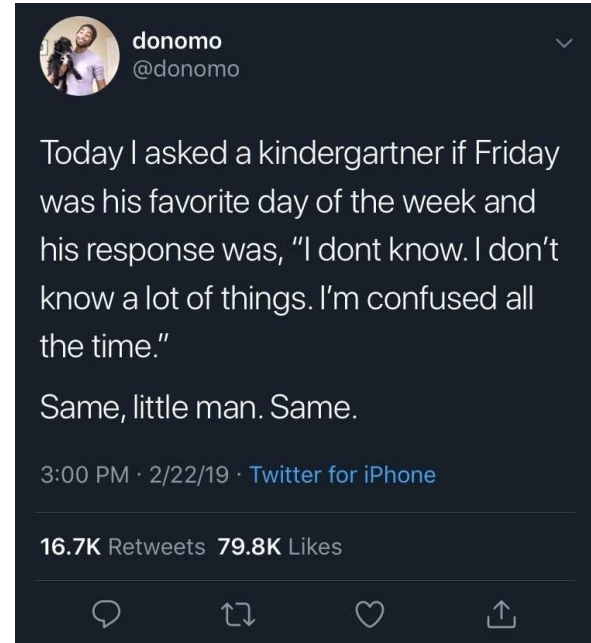 donomo
@donomo
Today I asked a kindergartner if Friday
was his favorite day of the week and
his response was, “I dont know. I don’t
know a lot of things. I’m confused all
the time.”
Same, little man. Same.
3:00 PM · 2/22/19 · Twitter for iPhone
16.7K Retweets 79.8K Likes